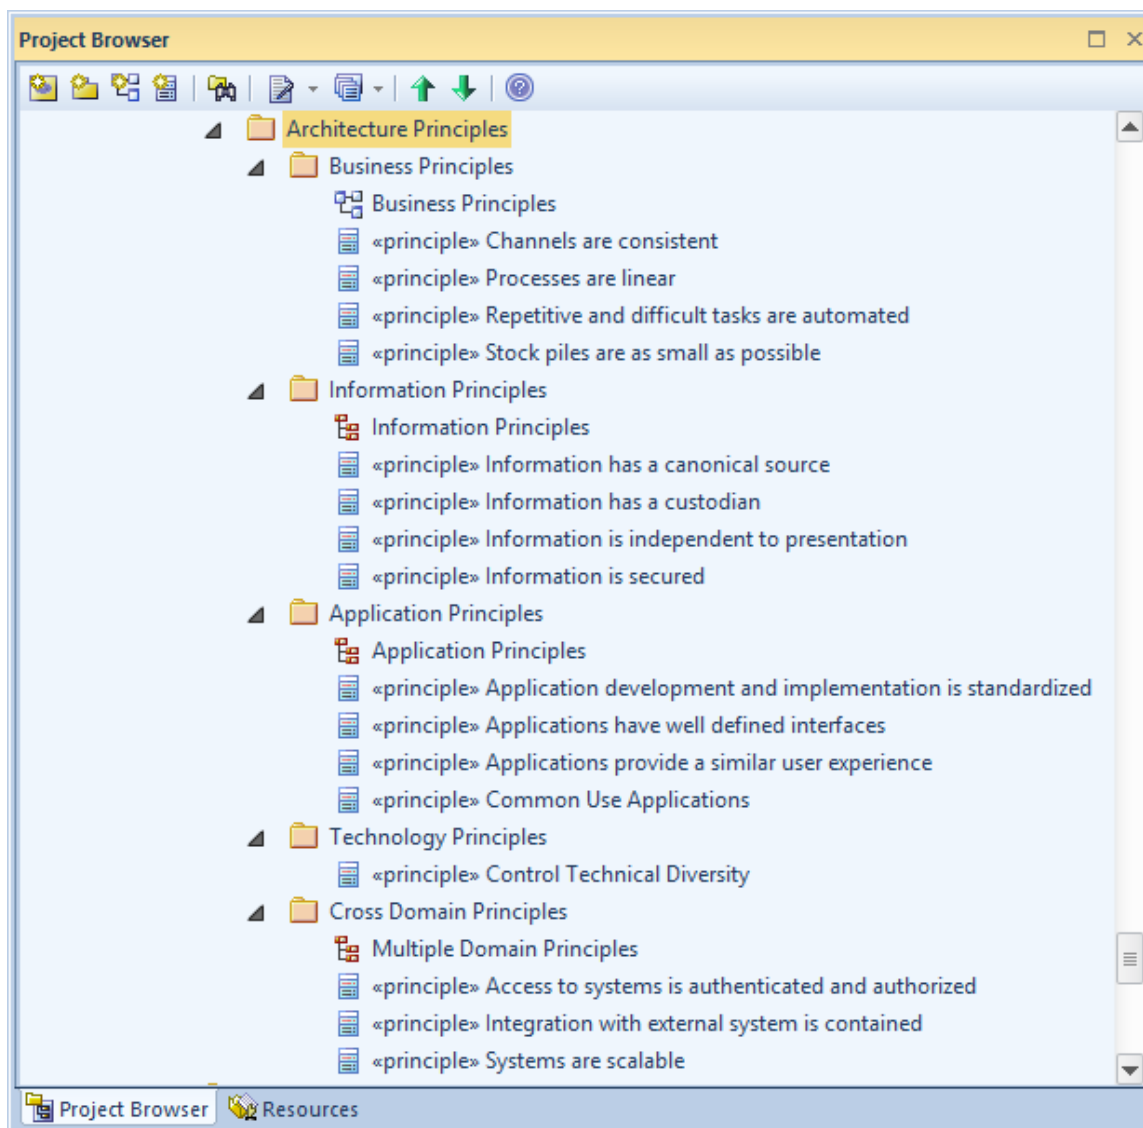 Project Browser
Architecture Principles
Business Principles
Business Principles
«principle» Channels are consistent
«principle» Processes are linear
«principle» Repetitive and difficult tasks are automated
«principle» Stock piles are as small as possible
Information Principles
Information Principles
«principle» Information has a canonical source
«principle» Information has a custodian
«principle» Information is independent to presentation
«principle» Information is secured
Application Principles
Application Principles
«principle» Application development and implementation is standardized
«principle» Applications have well defined interfaces
«principle» Applications provide a similar user experience
«principle» Common Use Applications
Technology Principles
«principle» Control Technical Diversity
Cross Domain Principles
Multiple Domain Principles
«principle» Access to systems is authenticated and authorized
«principle» Integration with external system is contained
«principle» Systems are scalable
Project Browser Resources